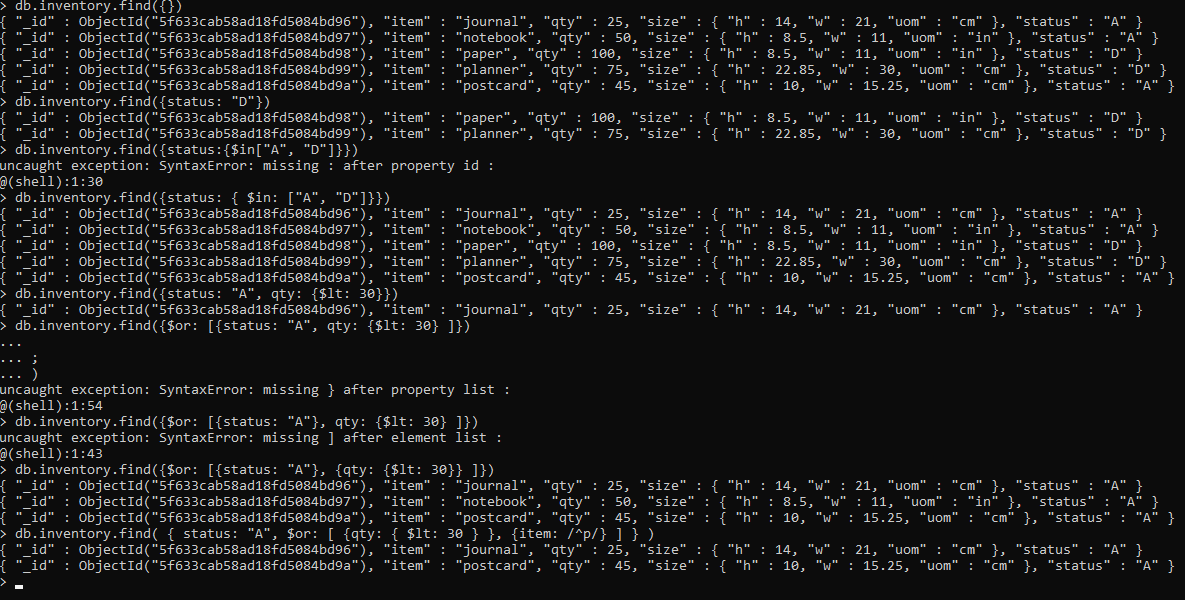 > db.inventory.find({})
{ "_id" : ObjectId("5f633cab58ad18fd5084bd96"), "item" : "journal", "qty" : 25, "size" : { "h" : 14, "w" : 21, "uom" : "cm" }, "status" : "A" }
{ "_id" : ObjectId("5f633cab58ad18fd5084bd97"), "item" : "notebook", "qty" : 50, "size" : { "h" : 8.5, "w" : 11, "uom" : "in" }, "status" : "A" }
{ "_id" : ObjectId("5f633cab58ad18fd5084bd98"), "item" : "paper", "qty" : 100, "size" : { "h" : 8.5, "w" : 11, "uom" : "in" }, "status" : "D" }
{ "_id" : ObjectId("5f633cab58ad18fd5084bd99"), "item" : "planner", "qty" : 75, "size" : { "h" : 22.85, "w" : 30, "uom" : "cm" }, "status" : "D" }
{ "_id" : ObjectId("5f633cab58ad18fd5084bd9a"), "item" : "postcard", "qty" : 45, "size" : { "h" : 10, "w" : 15.25, "uom" : "cm" }, "status" : "A" }
> db.inventory.find({status: "D"})
{ "_id" : ObjectId("5f633cab58ad18fd5084bd98"), "item" : "paper", "qty" : 100, "size" : { "h" : 8.5, "w" : 11, "uom" : "in" }, "status" : "D" }
{ "_id" : ObjectId("5f633cab58ad18fd5084bd99"), "item" : "planner", "qty" : 75, "size" : { "h" : 22.85, "w" : 30, "uom" : "cm" }, "status" : "D" }
> db.inventory.find({status:{$in["A", "D"]}})
uncaught exception: SyntaxError: missing : after property id :
@(shell):1:30
> db.inventory.find({status: { $in: ["A", "D"]}})
{ "_id" : ObjectId("5f633cab58ad18fd5084bd96"), "item" : "journal", "qty" : 25, "size" : { "h" : 14, "w" : 21, "uom" : "cm" }, "status" : "A" }
{ "_id" : ObjectId("5f633cab58ad18fd5084bd97"), "item" : "notebook", "qty" : 50, "size" : { "h" : 8.5, "w" : 11, "uom" : "in" }, "status" : "A" }
{ "_id" : ObjectId("5f633cab58ad18fd5084bd98"), "item" : "paper", "qty" : 100, "size" : { "h" : 8.5, "w" : 11, "uom" : "in" }, "status" : "D" }
{ "_id" : ObjectId("5f633cab58ad18fd5084bd99"), "item" : "planner", "qty" : 75, "size" : { "h" : 22.85, "w" : 30, "uom" : "cm" }, "status" : "D" }
{ "_id" : ObjectId("5f633cab58ad18fd5084bd9a"), "item" : "postcard", "qty" : 45, "size" : { "h" : 10, "w" : 15.25, "uom" : "cm" }, "status" : "A" }
> db.inventory.find({status: "A", qty: {$lt: 30}})
{ "_id" : ObjectId("5f633cab58ad18fd5084bd96"), "item" : "journal", "qty" : 25, "size" : { "h" : 14, "w" : 21, "uom" : "cm" }, "status" : "A" }
> db.inventory.find({$or: [{status: "A", qty: {$lt: 30} ]})
...
... ;
... )
uncaught exception: SyntaxError: missing } after property list :
@(shell):1:54
> db.inventory.find({$or: [{status: "A"}, qty: {$lt: 30} ]})
uncaught exception: SyntaxError: missing ] after element list :
@(shell):1:43
> db.inventory.find({$or: [{status: "A"}, {qty: {$lt: 30}} ]})
{ "_id" : ObjectId("5f633cab58ad18fd5084bd96"), "item" : "journal", "qty" : 25, "size" : { "h" : 14, "w" : 21, "uom" : "cm" }, "status" : "A" }
{ "_id" : ObjectId("5f633cab58ad18fd5084bd97"), "item" : "notebook", "qty" : 50, "size" : { "h" : 8.5, "w" : 11, "uom" : "in" }, "status" : "A" }
{ "_id" : ObjectId("5f633cab58ad18fd5084bd9a"), "item" : "postcard", "qty" : 45, "size" : { "h" : 10, "w" : 15.25, "uom" : "cm" }, "status" : "A" }
> db.inventory.find( { status: "A", $or: [ {qty: { $lt: 30 } }, {item: /^p/} ] } )
{ "_id" : ObjectId("5f633cab58ad18fd5084bd96"), "item" : "journal", "qty" : 25, "size" : { "h" : 14, "w" : 21, "uom" : "cm" }, "status" : "A" }
{ "_id" : ObjectId("5f633cab58ad18fd5084bd9a"), "item" : "postcard", "qty" : 45, "size" : { "h" : 10, "w" : 15.25, "uom" : "cm" }, "status" : "A" }
>